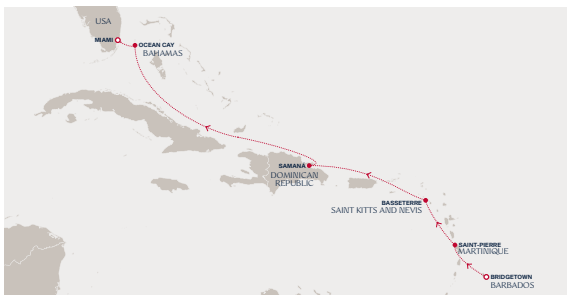 USA
MIAMI
OCEAN CAY
BAHAMAS
SAMANA
DOMINICAN
REPUBLIC
BASSETERRE
SAINT KITTS AND NEVIS
SAINT-PIERRE
MARTINIQUE
BRIDGETOWN
BARBADOS